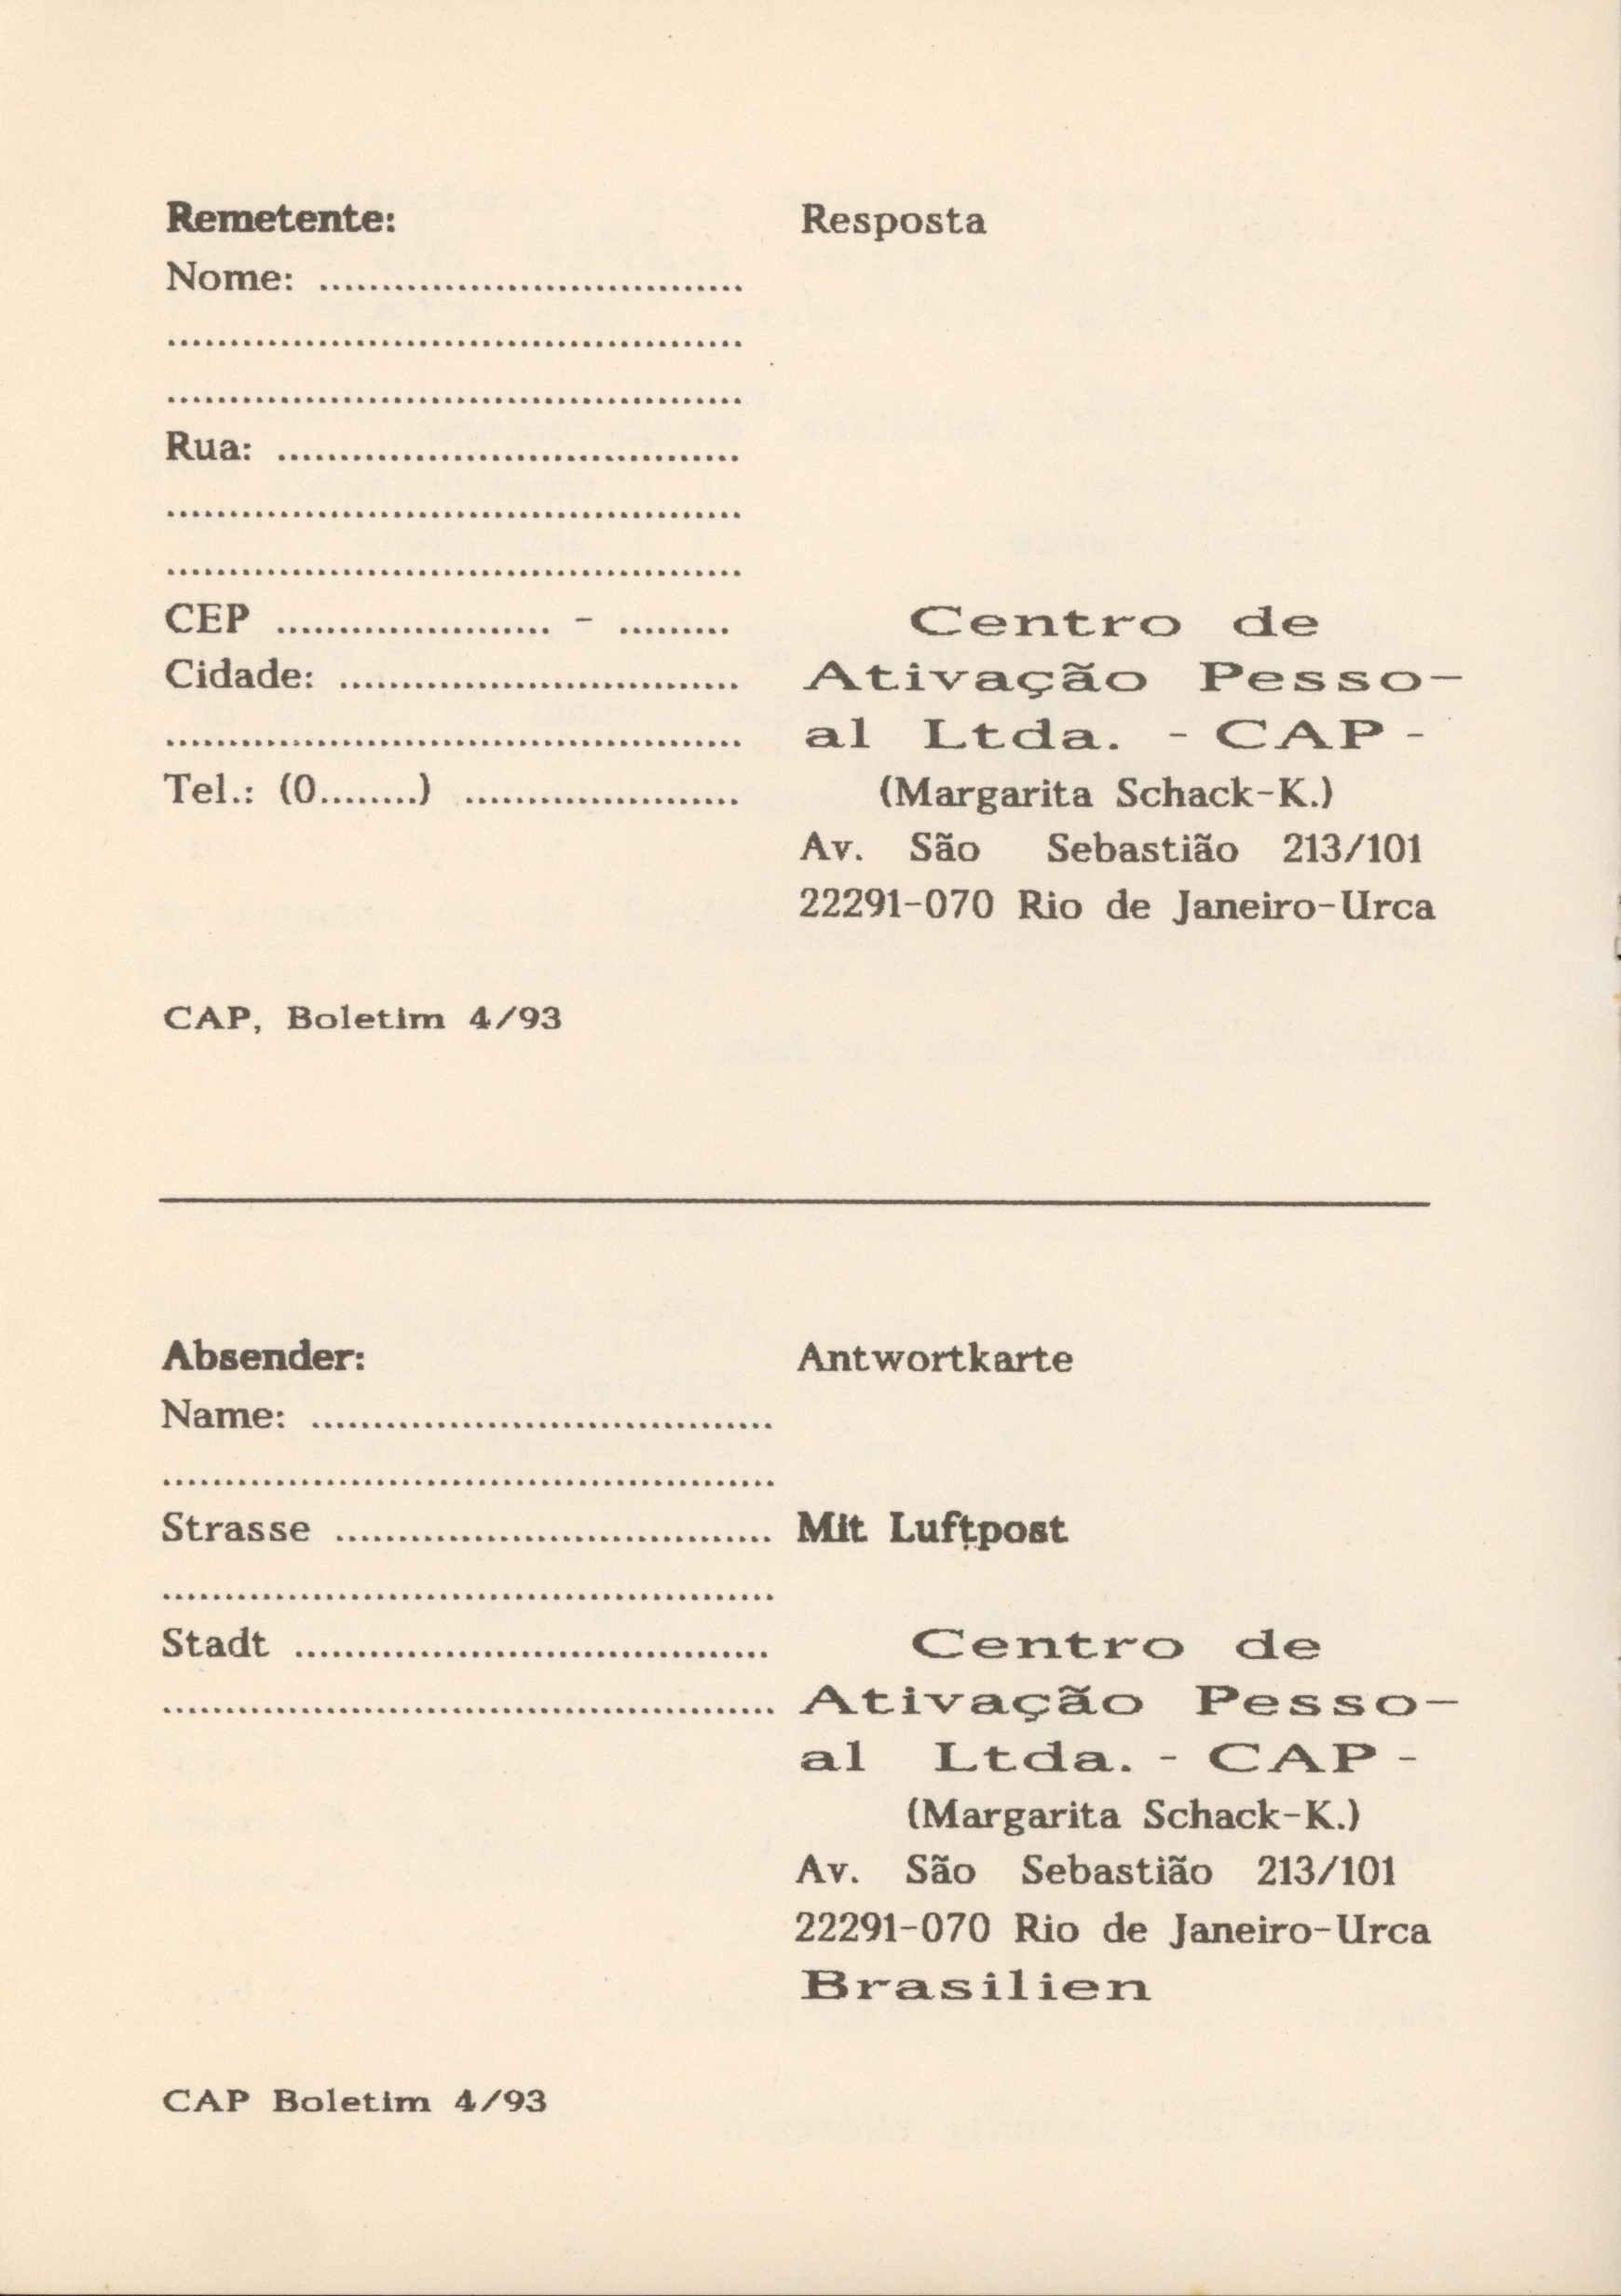 Remetente:
Nome: ..................................
..............................................
..............................................
Rua: .....................................
..............................................
..............................................
CEP ...................... - .........
Cidade: ................................
..............................................
Tel.: (0........) ......................
Resposta
Centro de
Ativação Pesso-
al Ltda. - CAP -
(Margarita Schack-K.)
Av. São Sebastião 213/101
22291-070 Rio de Janeiro-Urca
CAP, Boletim 4/93
Absender:
Name: .....................................
.................................................
Strasse ...................................
.................................................
Stadt ......................................
.................................................
Antwortkarte
Mit Luftpost
Centro de
Ativação Pesso-
al Ltda. - CAP -
(Margarita Schack-K.)
Av. São Sebastião 213/101
22291-070 Rio de Janeiro-Urca
Brasilien
CAP Boletim 4/93